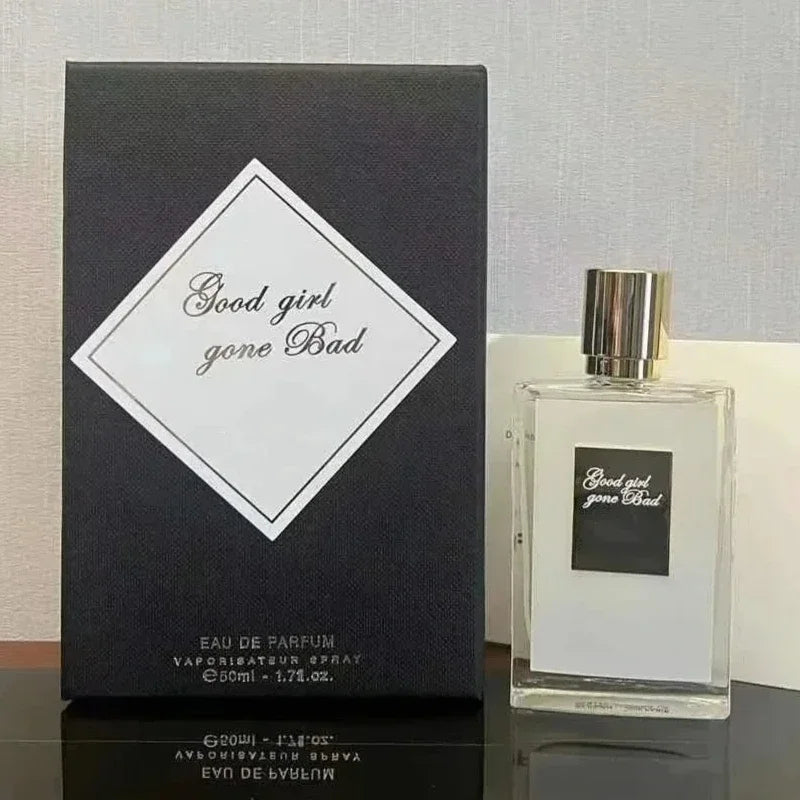 Good girl
gone Bad
EAU DE PARFUM
VAPORISATEUR SPRAY
℮50ml - 1.7fl.oz.
Good girl
gone Bad